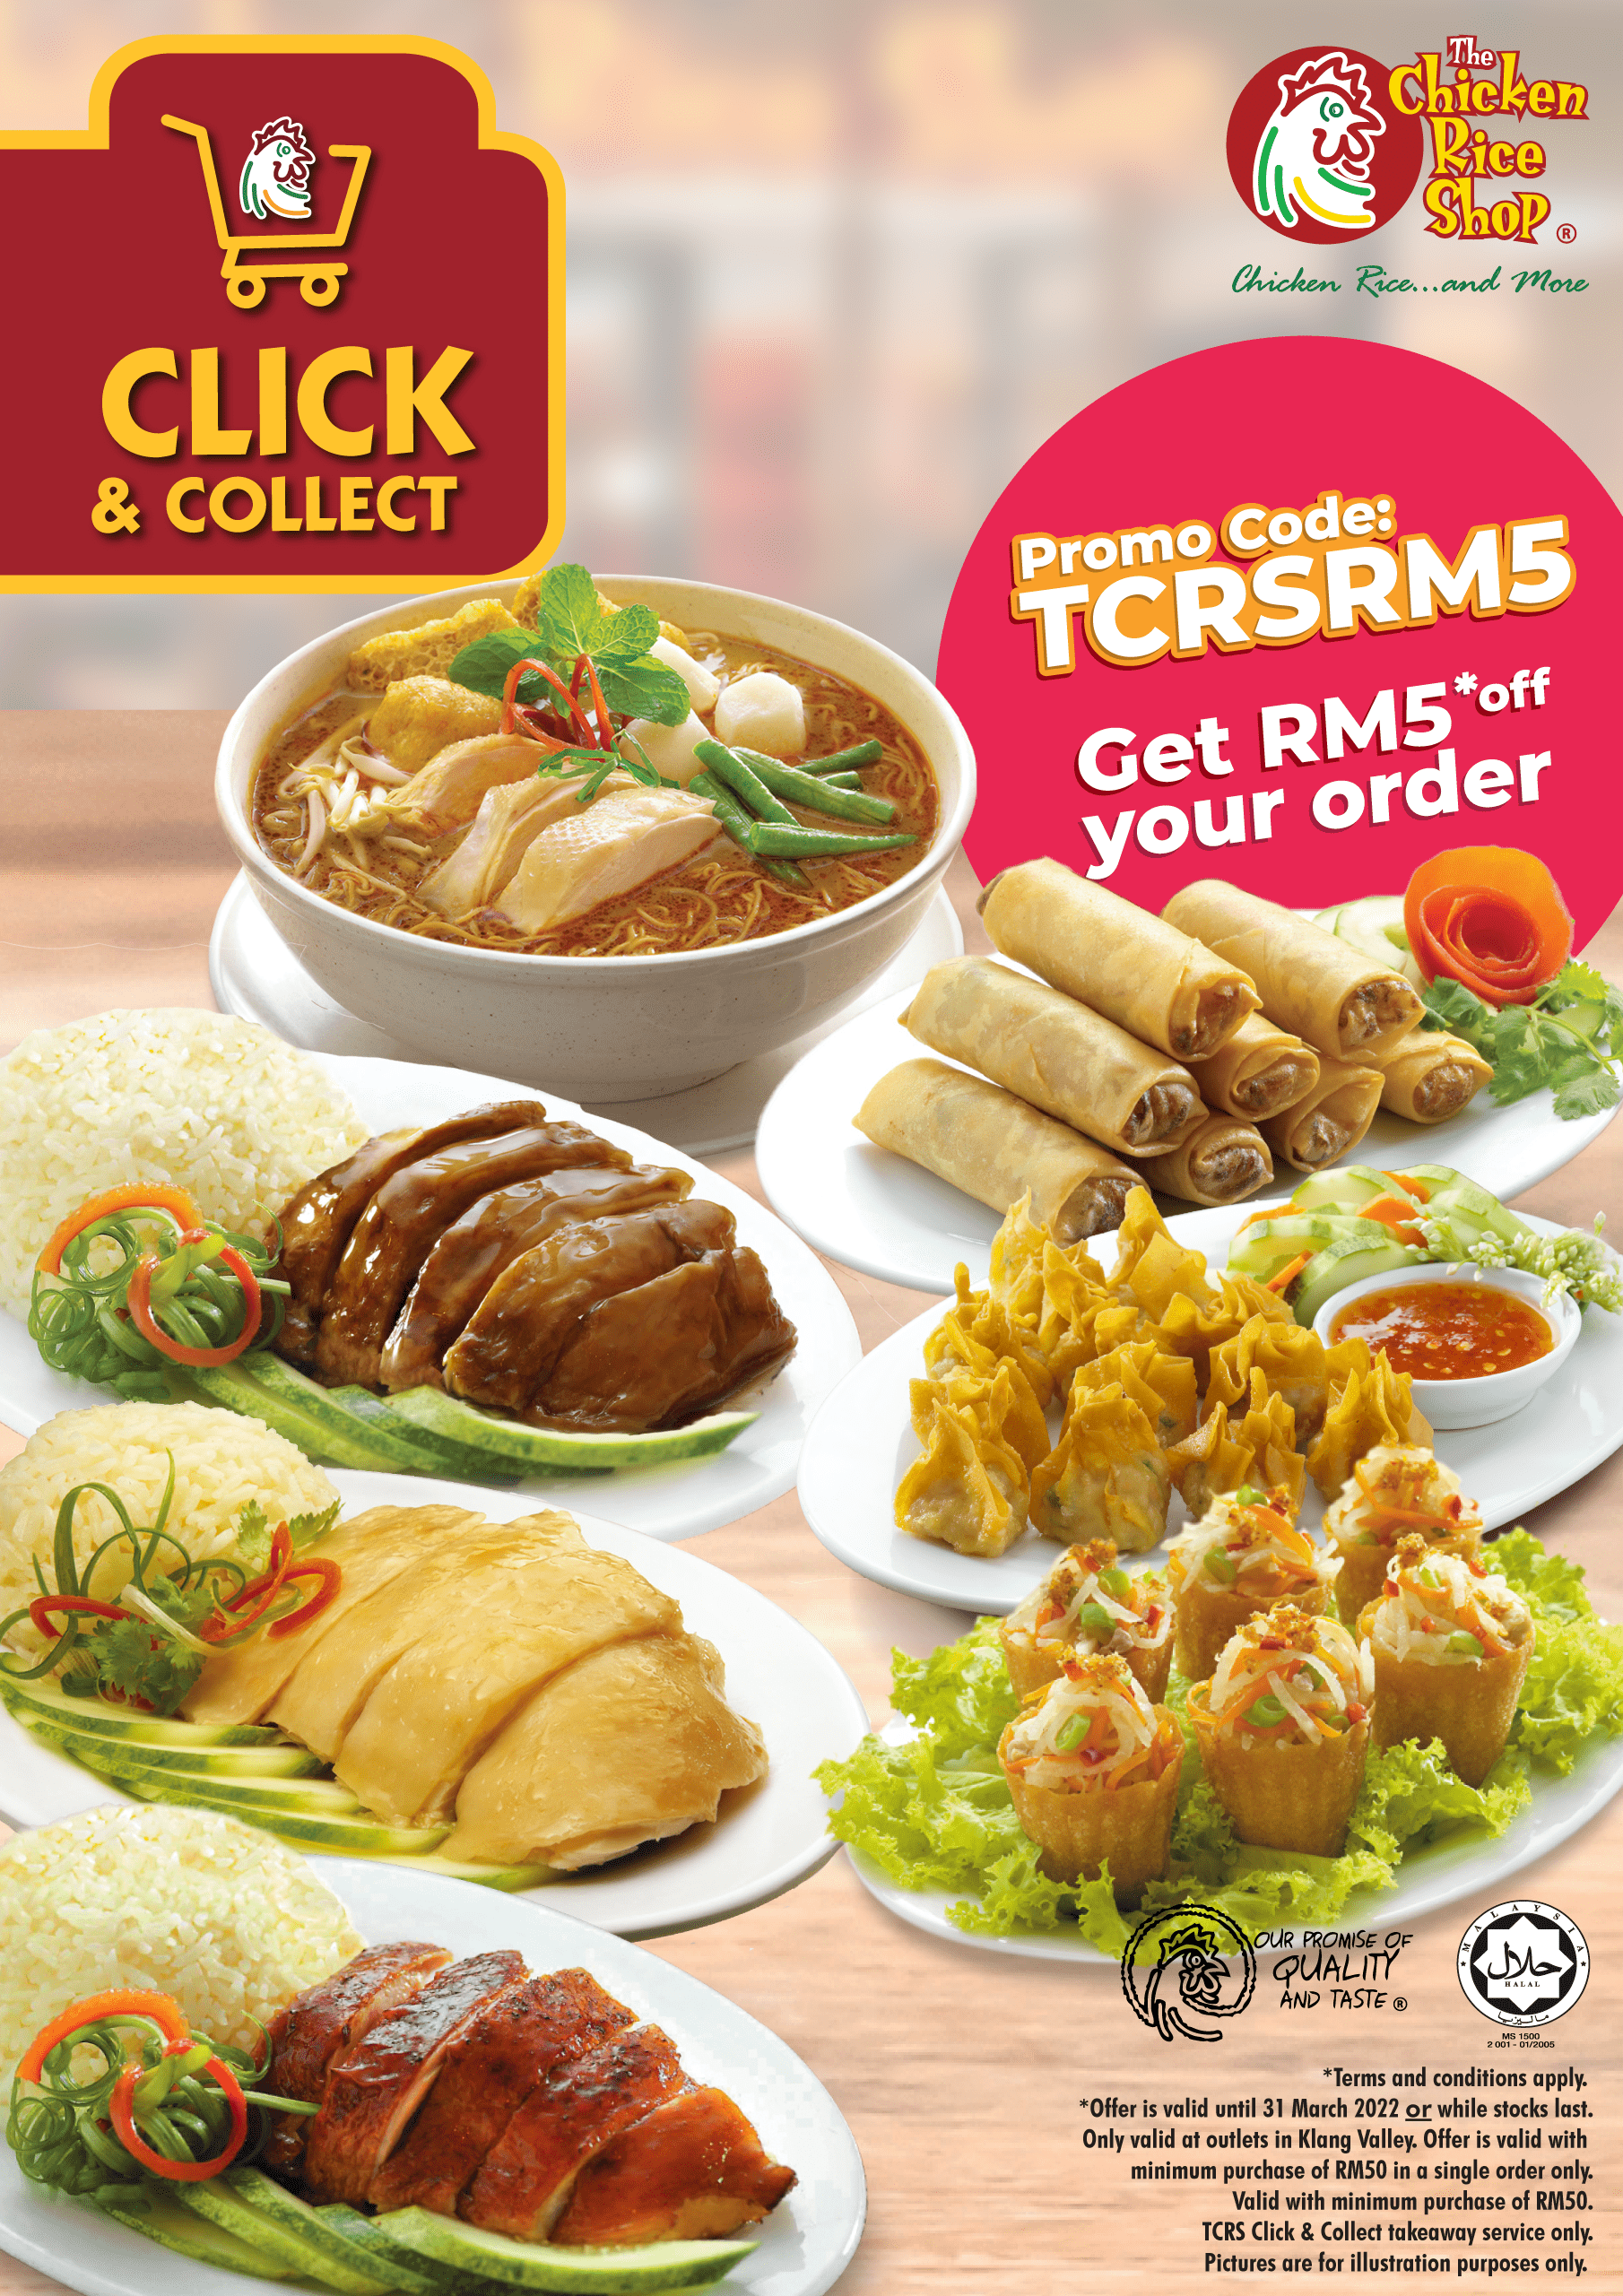 CLICK
& COLLECT
The
Chicken
Rice
Shop ®
Chicken Rice...and More
Promo Code:
TCRSRM5
Get RM5*off
your order
OUR PROMISE OF
QUALITY
AND TASTE ®
MALAYSIA
حلال
HALAL
ماليزيا
MS 1500
2 001 - 01/2005
*Terms and conditions apply.
*Offer is valid until 31 March 2022 or while stocks last.
Only valid at outlets in Klang Valley. Offer is valid with
minimum purchase of RM50 in a single order only.
Valid with minimum purchase of RM50.
TCRS Click & Collect takeaway service only.
Pictures are for illustration purposes only.